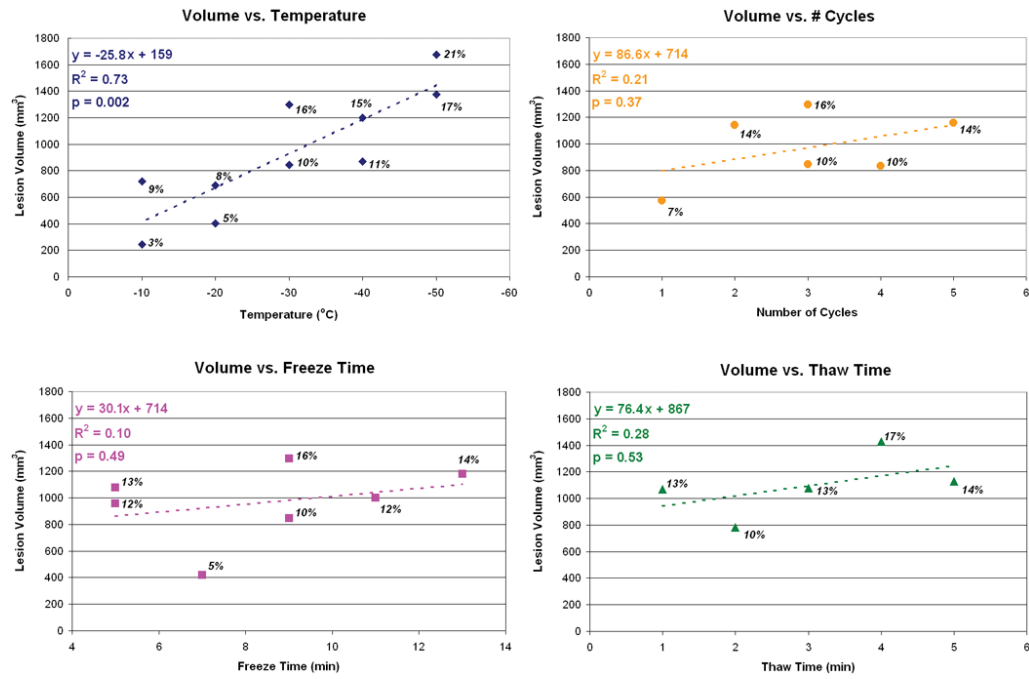 Volume vs. Temperature
y = -25.8x + 159
R² = 0.73
p = 0.002
Lesion Volume (mm³)
1800
1600
1400
1200
1000
800
600
400
200
0
9%
3%
8%
5%
16%
10%
15%
11%
21%
17%
0 -10 -20 -30 -40 -50 -60
Temperature (°C)
Volume vs. # Cycles
y = 86.6x + 714
R² = 0.21
p = 0.37
Lesion Volume (mm³)
1800
1600
1400
1200
1000
800
600
400
200
0
7%
14%
16%
10%
10%
14%
0 1 2 3 4 5 6
Number of Cycles
Volume vs. Freeze Time
y = 30.1x + 714
R² = 0.10
p = 0.49
Lesion Volume (mm³)
1800
1600
1400
1200
1000
800
600
400
200
0
13%
12%
5%
16%
10%
12%
14%
4 6 8 10 12 14
Freeze Time (min)
Volume vs. Thaw Time
y = 76.4x + 867
R² = 0.28
p = 0.53
Lesion Volume (mm³)
1800
1600
1400
1200
1000
800
600
400
200
0
13%
10%
13%
17%
14%
0 1 2 3 4 5 6
Thaw Time (min)